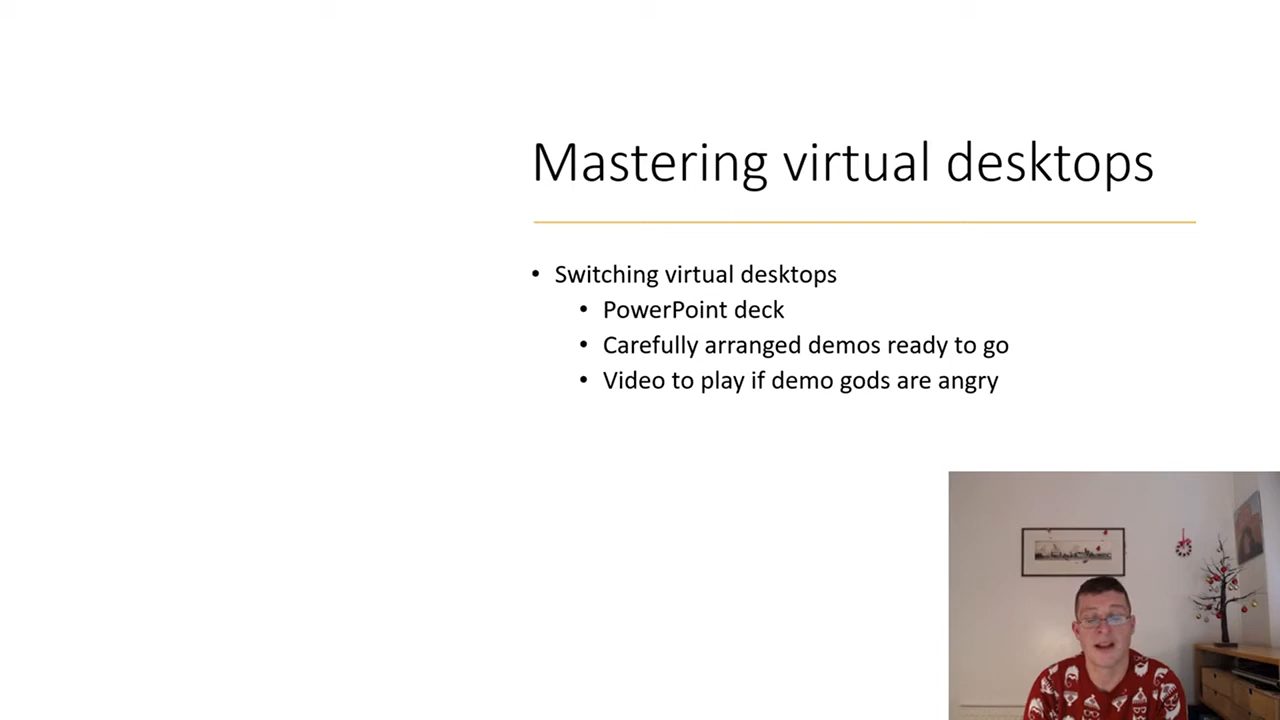 Mastering virtual desktops
• Switching virtual desktops
• PowerPoint deck
• Carefully arranged demos ready to go
• Video to play if demo gods are angry